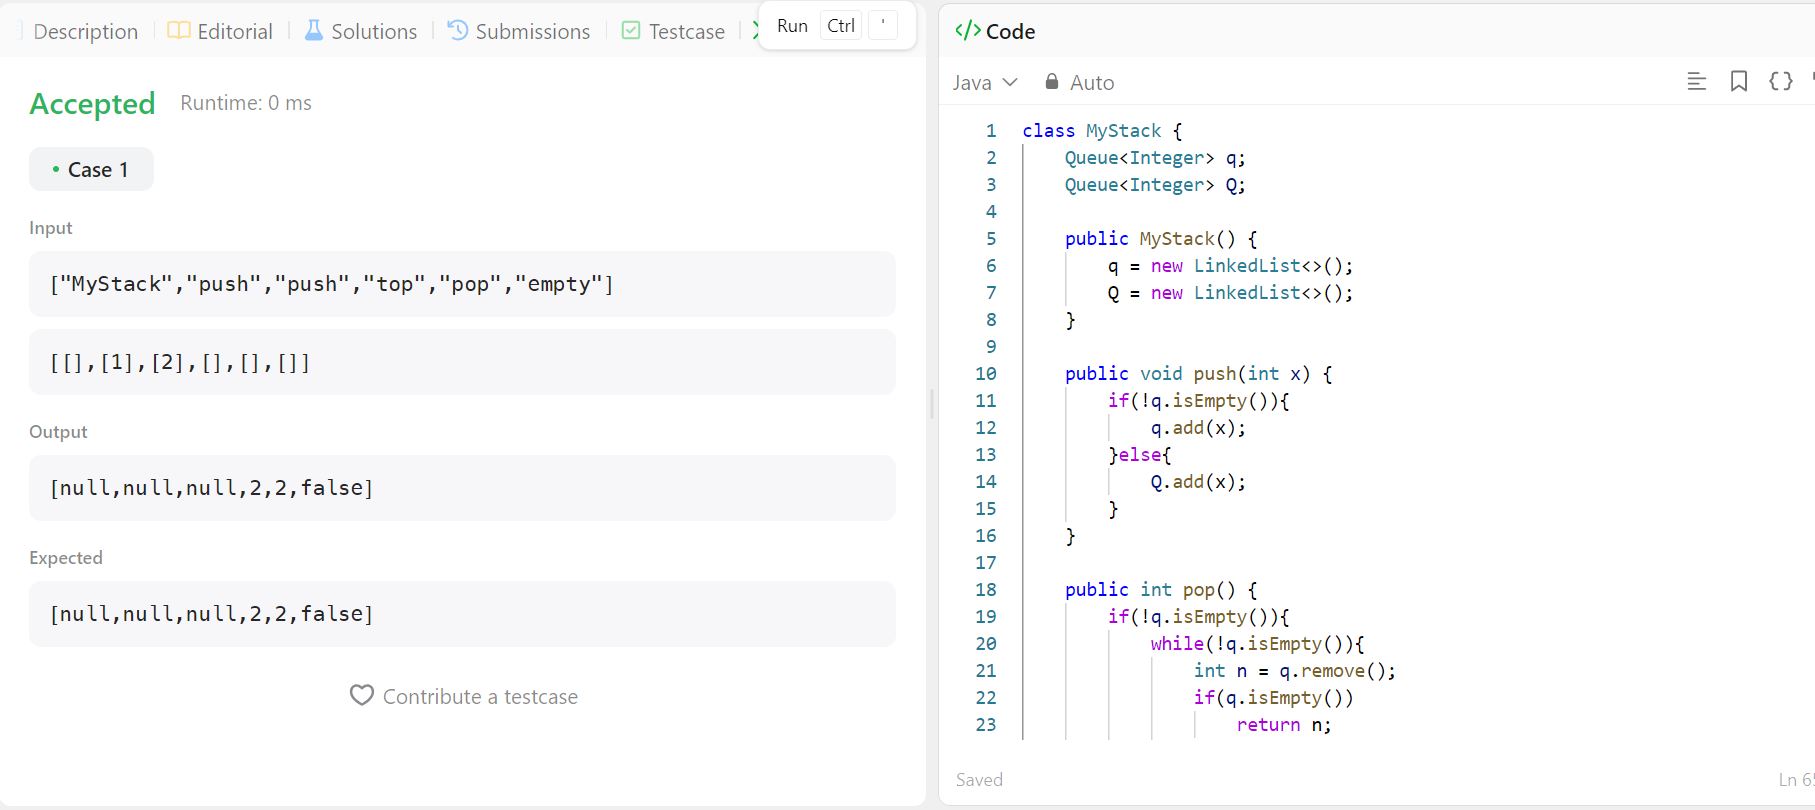 Description
Editorial
Solutions
Submissions
Testcase
Run Ctrl '
Accepted Runtime: 0 ms
• Case 1
Input
["MyStack","push","push","top","pop","empty"]
[[],[1],[2],[],[],[]]
Output
[null,null,null,2,2,false]
Expected
[null,null,null,2,2,false]
Contribute a testcase
</> Code
Java Auto
{}
1 class MyStack {
2 Queue<Integer> q;
3 Queue<Integer> Q;
4
5 public MyStack() {
6 q = new LinkedList<>();
7 Q = new LinkedList<>();
8 }
9
10 public void push(int x) {
11 if(!q.isEmpty()){
12 q.add(x);
13 }else{
14 Q.add(x);
15 }
16 }
17
18 public int pop() {
19 if(!q.isEmpty()){
20 while(!q.isEmpty()){
21 int n = q.remove();
22 if(q.isEmpty())
23 return n;
Saved
Ln